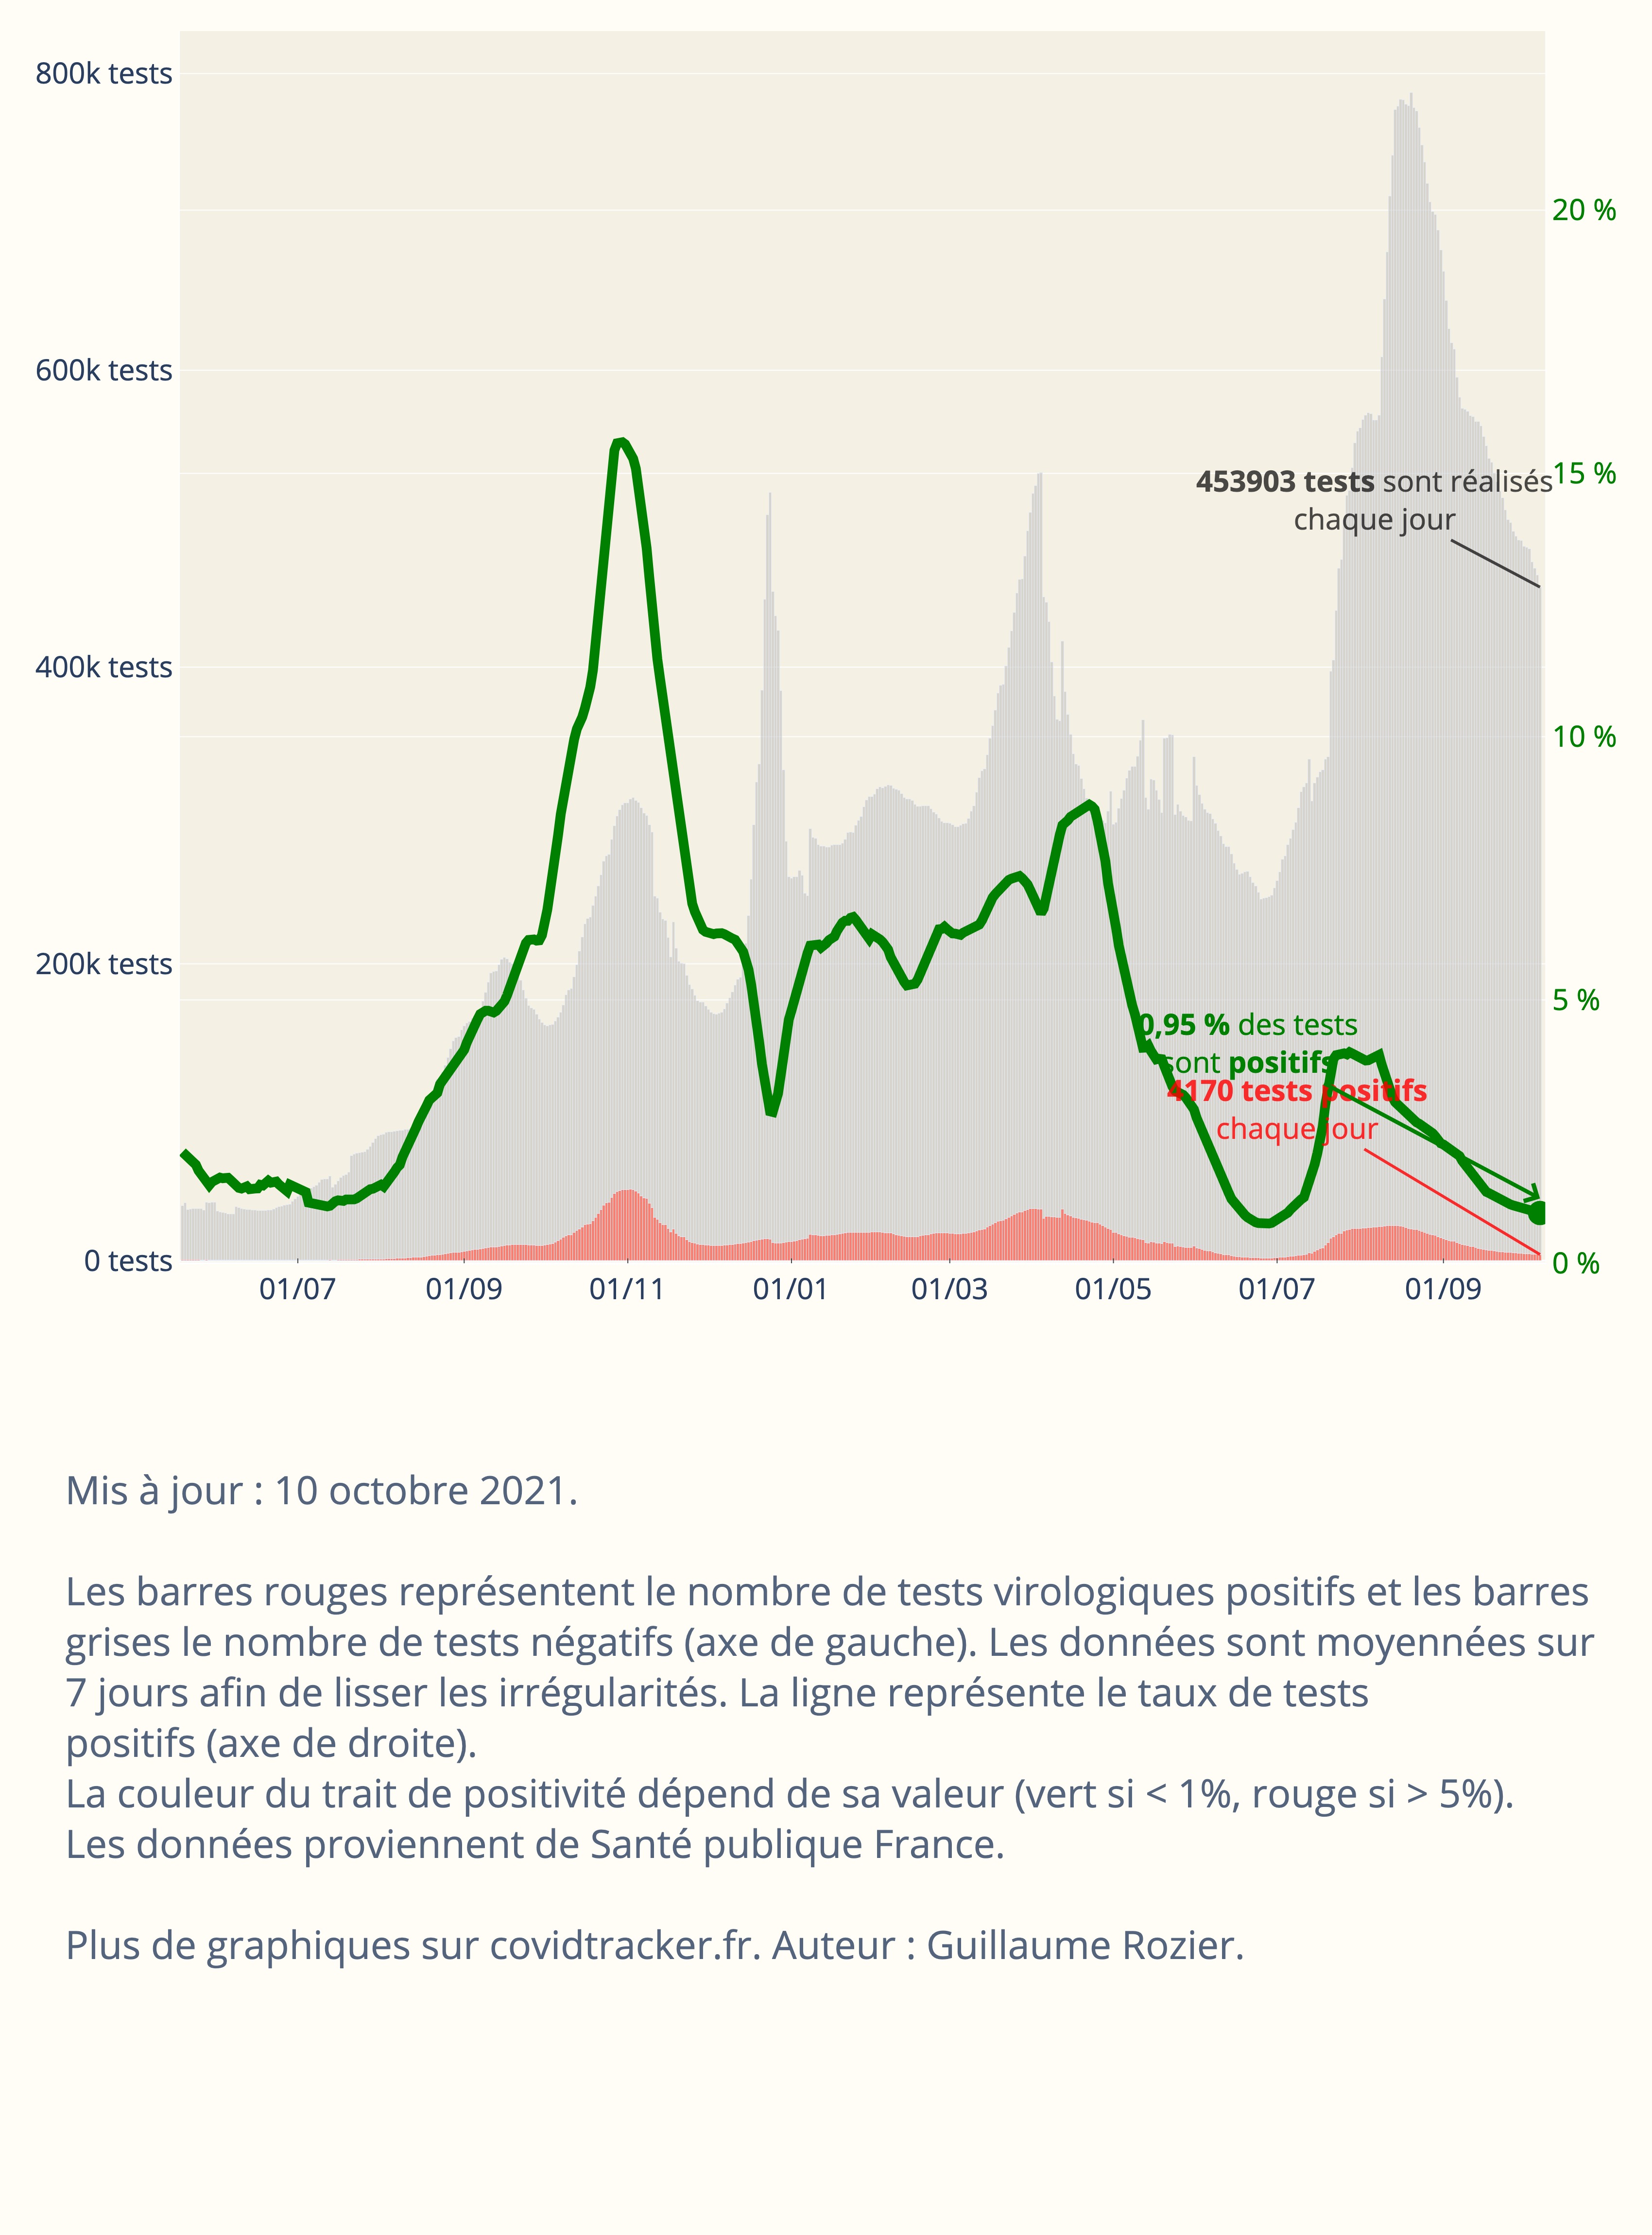 800k tests
20 %
600k tests
453903 tests sont réalisés
chaque jour
15 %
400k tests
10 %
200k tests
5 %
0,95 % des tests
sont positifs
4170 tests positifs
chaque jour
0 tests
0 %
01/07
01/09
01/11
01/01
01/03
01/05
01/07
01/09
Mis à jour : 10 octobre 2021.
Les barres rouges représentent le nombre de tests virologiques positifs et les barres
grises le nombre de tests négatifs (axe de gauche). Les données sont moyennées sur
7 jours afin de lisser les irrégularités. La ligne représente le taux de tests
positifs (axe de droite).
La couleur du trait de positivité dépend de sa valeur (vert si < 1%, rouge si > 5%).
Les données proviennent de Santé publique France.
Plus de graphiques sur covidtracker.fr. Auteur : Guillaume Rozier.